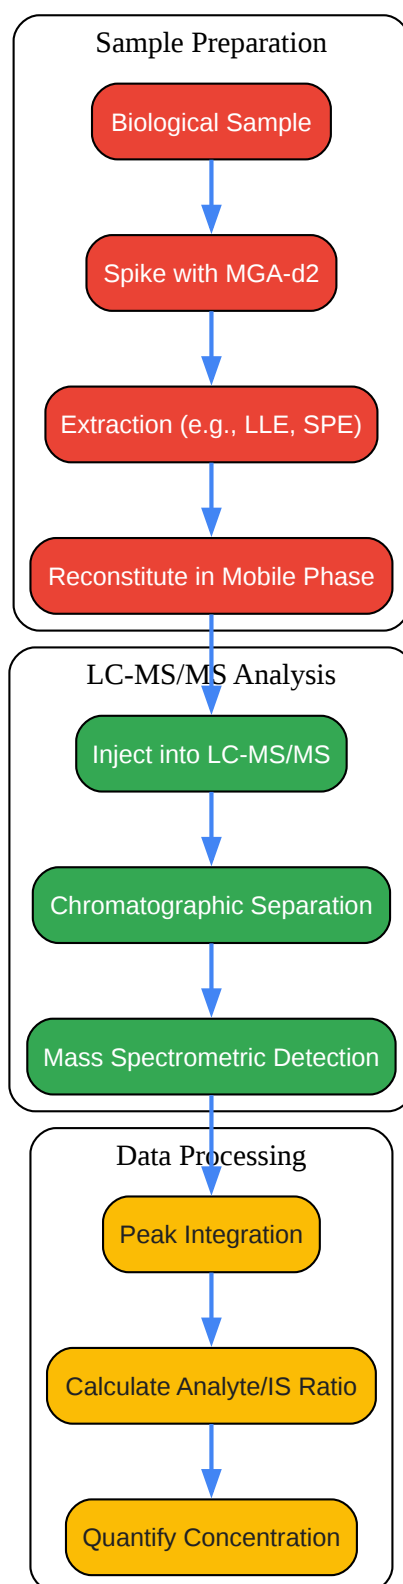 Sample Preparation
Biological Sample
Spike with MGA-d2
Extraction (e.g., LLE, SPE)
Reconstitute in Mobile Phase
LC-MS/MS Analysis
Inject into LC-MS/MS
Chromatographic Separation
Mass Spectrometric Detection
Data Processing
Peak Integration
Calculate Analyte/IS Ratio
Quantify Concentration